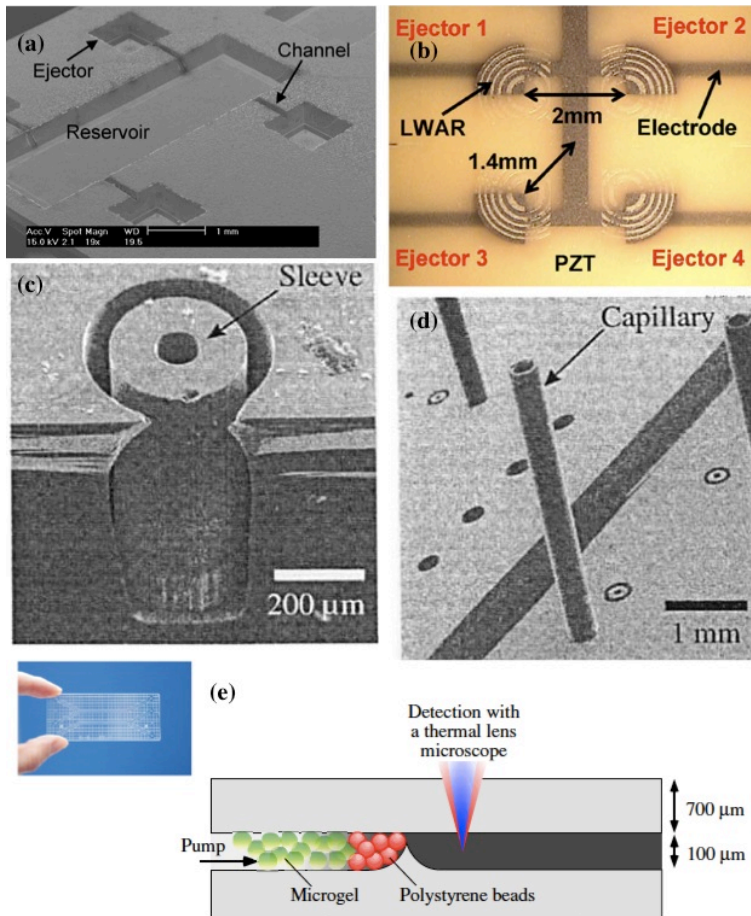 (a)
Ejector
Channel
Reservoir
Acc.V Spot Magn WD
15.0 kV 2.1 19x 19.5
1 mm
(b)
Ejector 1
Ejector 2
LWAR
2mm
Electrode
1.4mm
Ejector 3
PZT
Ejector 4
(c)
Sleeve
200 μm
(d)
Capillary
1 mm
(e)
Detection with
a thermal lens
microscope
700 μm
Pump
100 μm
Microgel
Polystyrene beads